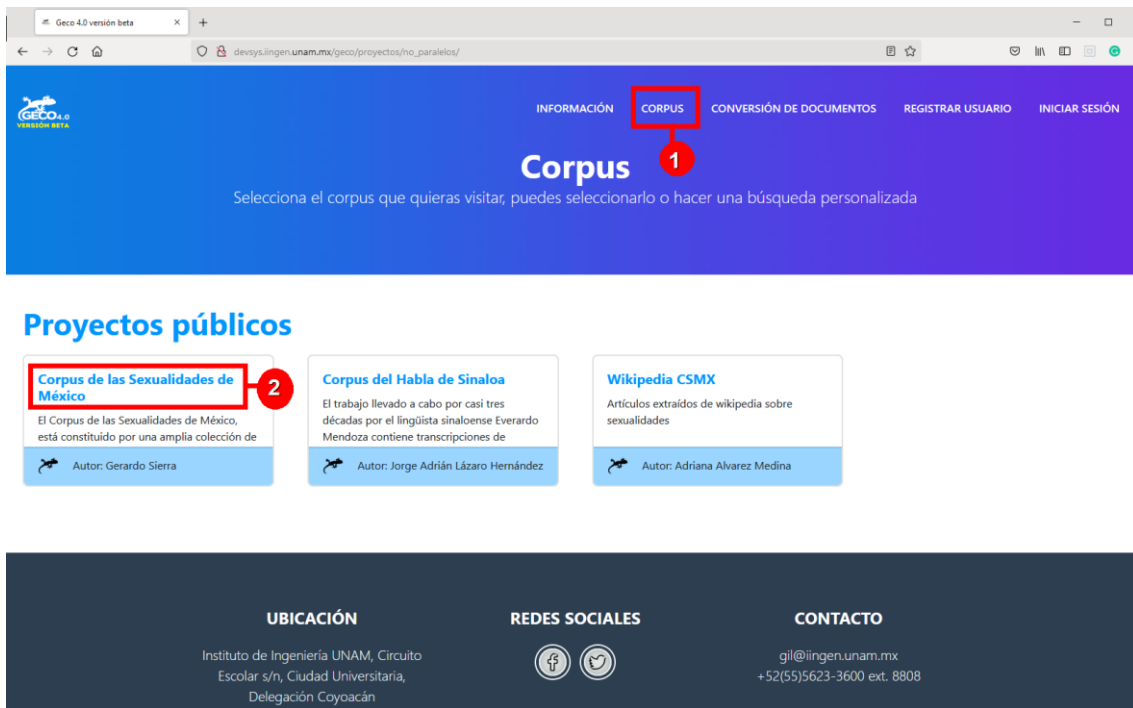 Geco 4.0 versión beta
devsys.iingen.unam.mx/geco/proyectos/no_paralelos/
GECO4.0
VERSIÓN BETA
INFORMACIÓN
CORPUS
CONVERSIÓN DE DOCUMENTOS
REGISTRAR USUARIO
INICIAR SESIÓN
1
Corpus
Selecciona el corpus que quieras visitar, puedes seleccionarlo o hacer una búsqueda personalizada
Proyectos públicos
Corpus de las Sexualidades de
México
2
El Corpus de las Sexualidades de México,
está constituido por una amplia colección de
Autor: Gerardo Sierra
Corpus del Habla de Sinaloa
El trabajo llevado a cabo por casi tres
décadas por el lingüista sinaloense Everardo
Mendoza contiene transcripciones de
Autor: Jorge Adrián Lázaro Hernández
Wikipedia CSMX
Artículos extraídos de wikipedia sobre
sexualidades
Autor: Adriana Alvarez Medina
UBICACIÓN
Instituto de Ingeniería UNAM, Circuito
Escolar s/n, Ciudad Universitaria,
Delegación Coyoacán
REDES SOCIALES
CONTACTO
gil@iingen.unam.mx
+52(55)5623-3600 ext. 8808